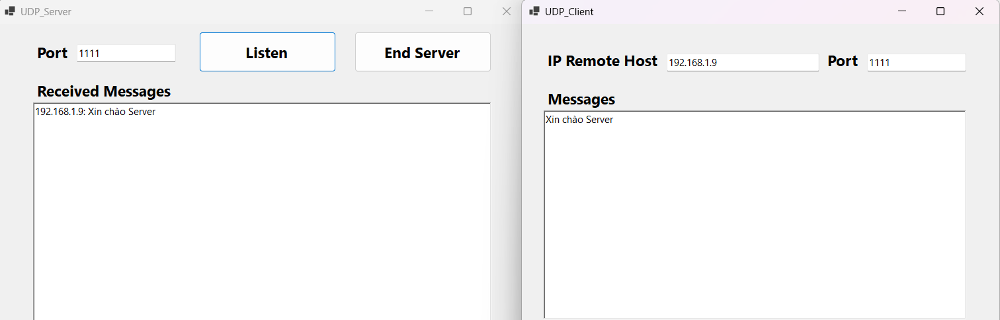 UDP_Server
Port 1111 Listen End Server
Received Messages
192.168.1.9: Xin chào Server
UDP_Client
IP Remote Host 192.168.1.9 Port 1111
Messages
Xin chào Server